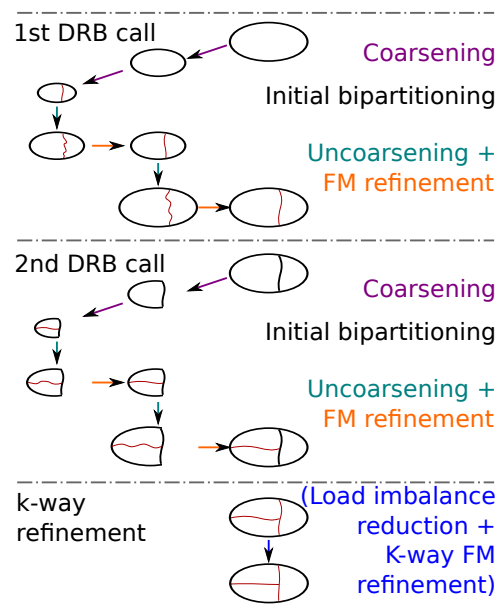 1st DRB call
Coarsening
Initial bipartitioning
Uncoarsening +
FM refinement
2nd DRB call
Coarsening
Initial bipartitioning
Uncoarsening +
FM refinement
k-way
refinement
(Load imbalance
reduction +
K-way FM
refinement)